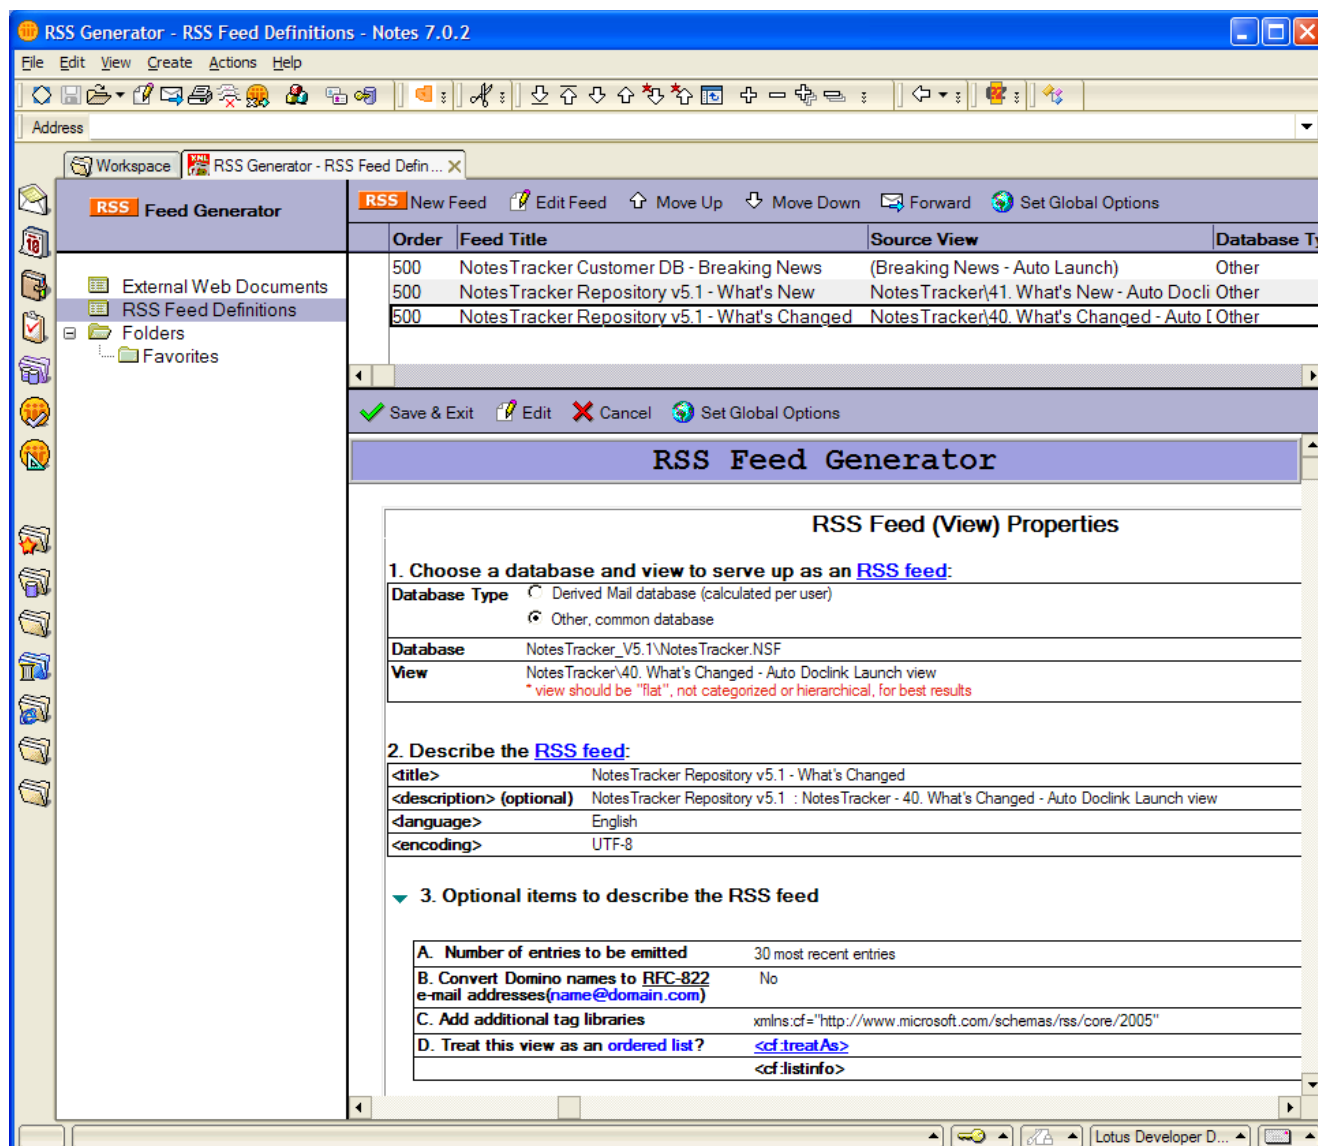 RSS Generator - RSS Feed Definitions - Notes 7.0.2
File Edit View Create Actions Help
Address
Workspace RSS Generator - RSS Feed Defin...
RSS Feed Generator
RSS New Feed Edit Feed Move Up Move Down Forward Set Global Options
Order Feed Title Source View Database Ty
500 NotesTracker Customer DB - Breaking News (Breaking News - Auto Launch) Other
500 NotesTracker Repository v5.1 - What's New NotesTracker\41. What's New - Auto Docli Other
500 NotesTracker Repository v5.1 - What's Changed NotesTracker\40. What's Changed - Auto D Other
External Web Documents
RSS Feed Definitions
Folders
Favorites
Save & Exit Edit Cancel Set Global Options
RSS Feed Generator
RSS Feed (View) Properties
1. Choose a database and view to serve up as an RSS feed:
Database Type Derived Mail database (calculated per user)
Other, common database
Database NotesTracker_V5.1\NotesTracker.NSF
View NotesTracker\40. What's Changed - Auto Doclink Launch view
* view should be "flat", not categorized or hierarchical, for best results
2. Describe the RSS feed:
<title> NotesTracker Repository v5.1 - What's Changed
<description> (optional) NotesTracker Repository v5.1 : NotesTracker - 40. What's Changed - Auto Doclink Launch view
<language> English
<encoding> UTF-8
3. Optional items to describe the RSS feed
A. Number of entries to be emitted 30 most recent entries
B. Convert Domino names to RFC-822 No
e-mail addresses(name@domain.com)
C. Add additional tag libraries xmlns:cf="http://www.microsoft.com/schemas/rss/core/2005"
D. Treat this view as an ordered list? <cf:treatAs>
<cf:listinfo>
Lotus Developer D...